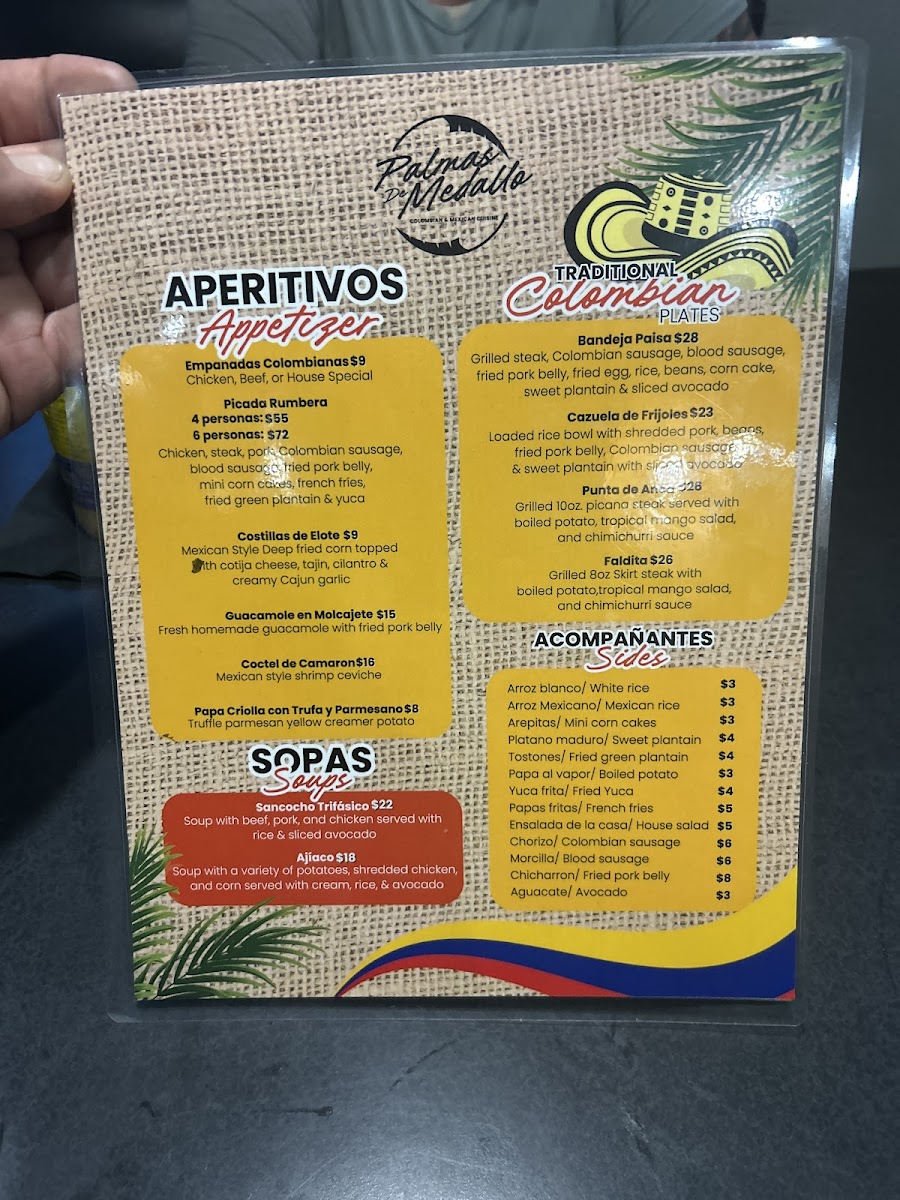 Palmas
De Medallo
COLOMBIAN & MEXICAN CUISINE
APERITIVOS
Appetizer
Empanadas Colombianas $9
Chicken, Beef, or House Special
Picada Rumbera
4 personas: $55
6 personas: $72
Chicken, steak, pork, Colombian sausage,
blood sausage, fried pork belly,
mini corn cakes, french fries,
fried green plantain & yuca
Costillas de Elote $9
Mexican Style Deep fried corn topped
with cotija cheese, tajin, cilantro &
creamy Cajun garlic
Guacamole en Molcajete $15
Fresh homemade guacamole with fried pork belly
Coctel de Camaron $16
Mexican style shrimp ceviche
Papa Criolla con Trufa y Parmesano $8
Truffle parmesan yellow creamer potato
SOPAS
Soups
Sancocho Trifásico $22
Soup with beef, pork, and chicken served with
rice & sliced avocado
Ajíaco $18
Soup with a variety of potatoes, shredded chicken,
and corn served with cream, rice, & avocado
TRADITIONAL
Colombian
PLATES
Bandeja Paisa $28
Grilled steak, Colombian sausage, blood sausage,
fried pork belly, fried egg, rice, beans, corn cake,
sweet plantain & sliced avocado
Cazuela de Frijoles $23
Loaded rice bowl with shredded pork, beans,
fried pork belly, Colombian sausage
& sweet plantain with sliced avocado
Punta de Anca $26
Grilled 10oz. picana steak served with
boiled potato, tropical mango salad,
and chimichurri sauce
Faldita $26
Grilled 8oz Skirt steak with
boiled potato,tropical mango salad,
and chimichurri sauce
ACOMPAÑANTES
Sides
Arroz blanco/ White rice $3
Arroz Mexicano/ Mexican rice $3
Arepitas/ Mini corn cakes $3
Platano maduro/ Sweet plantain $4
Tostones/ Fried green plantain $4
Papa al vapor/ Boiled potato $3
Yuca frita/ Fried Yuca $4
Papas fritas/ French fries $5
Ensalada de la casa/ House salad $5
Chorizo/ Colombian sausage $6
Morcilla/ Blood sausage $6
Chicharron/ Fried pork belly $8
Aguacate/ Avocado $3